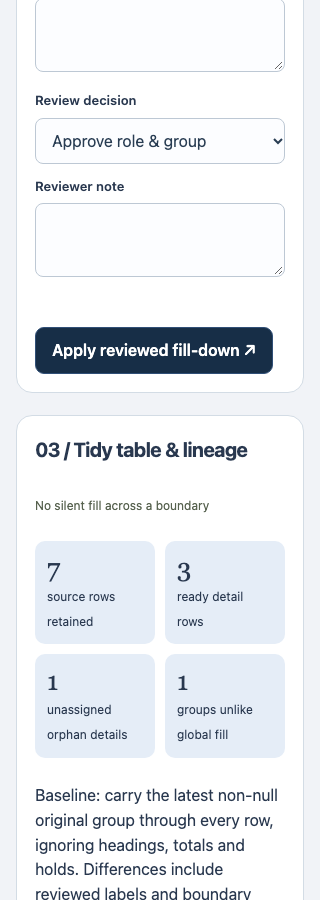 Review decision
Approve role & group
Reviewer note
Apply reviewed fill-down ↗
03 / Tidy table & lineage
No silent fill across a boundary
7
source rows
retained
3
ready detail
rows
1
unassigned
orphan details
1
groups unlike
global fill
Baseline: carry the latest non-null
original group through every row,
ignoring headings, totals and
holds. Differences include
reviewed labels and boundary